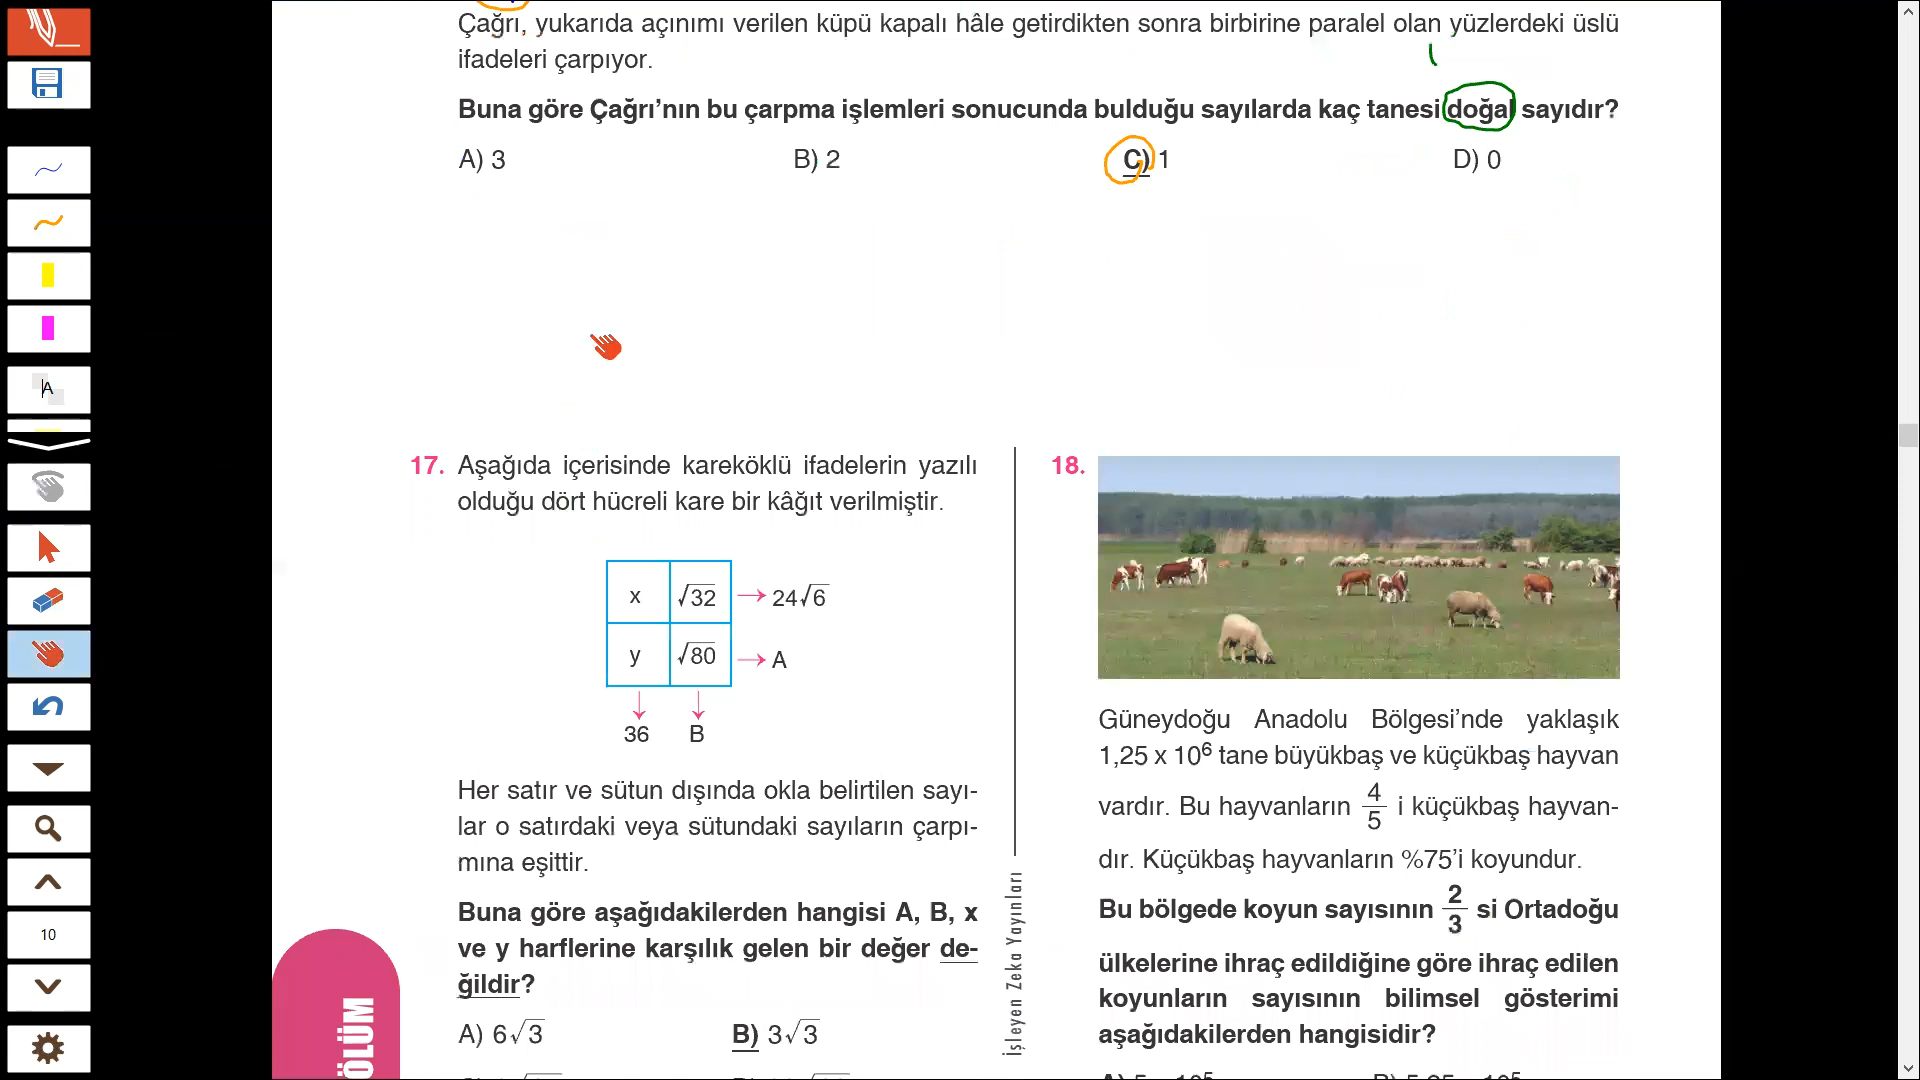 Çağrı, yukarıda açınımı verilen küpü kapalı hâle getirdikten sonra birbirine paralel olan yüzlerdeki üslü
ifadeleri çarpıyor.
Buna göre Çağrı’nın bu çarpma işlemleri sonucunda bulduğu sayılarda kaç tanesi doğal sayıdır?
A) 3 B) 2 C) 1 D) 0
A
10
17. Aşağıda içerisinde kareköklü ifadelerin yazılı
olduğu dört hücreli kare bir kâğıt verilmiştir.
x √32 → 24√6
y √80 → A
↓ ↓
36 B
Her satır ve sütun dışında okla belirtilen sayı-
lar o satırdaki veya sütundaki sayıların çarpı-
mına eşittir.
Buna göre aşağıdakilerden hangisi A, B, x
ve y harflerine karşılık gelen bir değer de-
ğildir?
A) 6√3 B) 3√3
İşleyen Zeka Yayınları
18.
Güneydoğu Anadolu Bölgesi’nde yaklaşık
1,25 x 10⁶ tane büyükbaş ve küçükbaş hayvan
vardır. Bu hayvanların 4/5 i küçükbaş hayvan-
dır. Küçükbaş hayvanların %75’i koyundur.
Bu bölgede koyun sayısının 2/3 si Ortadoğu
ülkelerine ihraç edildiğine göre ihraç edilen
koyunların sayısının bilimsel gösterimi
aşağıdakilerden hangisidir?
ÖLÜM